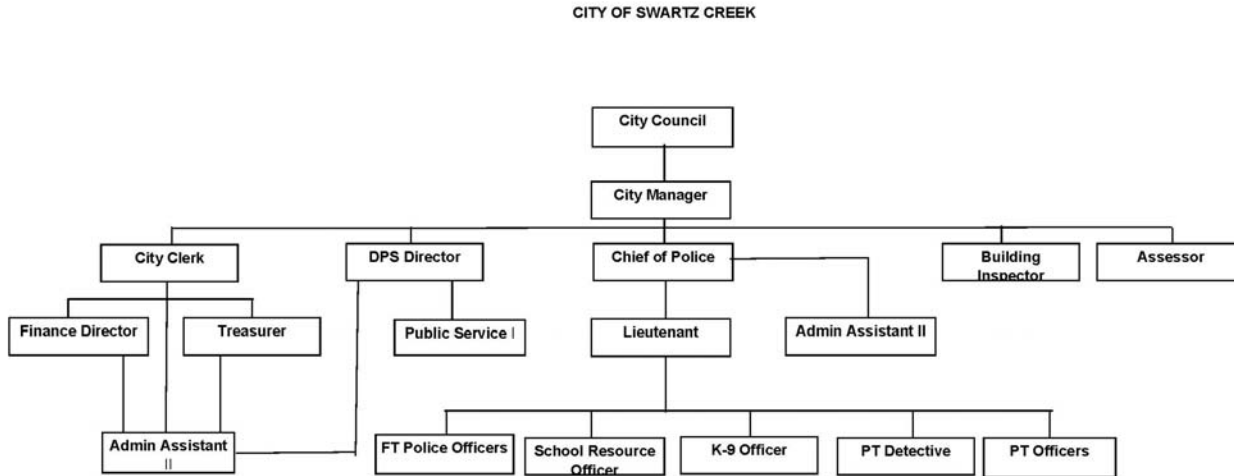 CITY OF SWARTZ CREEK
City Council
City Manager
City Clerk
DPS Director
Chief of Police
Building
Inspector
Assessor
Finance Director
Treasurer
Public Service I
Lieutenant
Admin Assistant II
Admin Assistant
II
FT Police Officers
School Resource
Officer
K-9 Officer
PT Detective
PT Officers